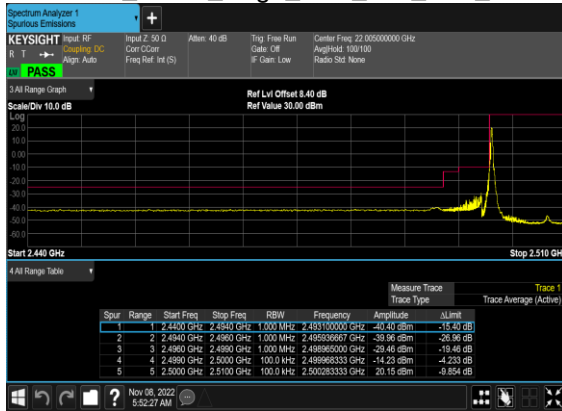 Spectrum Analyzer 1
Spurious Emissions
+
KEYSIGHT Input: RF Input Z: 50 Ω Atten: 40 dB Trig: Free Run Center Freq: 22.005000000 GHz
R T Coupling: DC Corr CCorr Gate: Off Avg|Hold: 100/100
Align: Auto Freq Ref: Int (S) IF Gain: Low Radio Std: None
PASS
3 All Range Graph Ref Lvl Offset 8.40 dB
Scale/Div 10.0 dB Ref Value 30.00 dBm
Log
20.0
10.0
0.00
-10.0
-20.0
-30.0
-40.0
-50.0
-60.0
Start 2.440 GHz Stop 2.510 GH
4 All Range Table
Measure Trace Trace 1
Trace Type Trace Average (Active)
Spur Range Start Freq Stop Freq RBW Frequency Amplitude ΔLimit
1 1 2.4400 GHz 2.4940 GHz 1.000 MHz 2.493100000 GHz -40.40 dBm -15.40 dB
2 2 2.4940 GHz 2.4960 GHz 1.000 MHz 2.495936667 GHz -39.96 dBm -26.96 dB
3 3 2.4960 GHz 2.4990 GHz 1.000 MHz 2.498965000 GHz -29.46 dBm -19.46 dB
4 4 2.4990 GHz 2.5000 GHz 100.0 kHz 2.499968333 GHz -14.23 dBm -4.233 dB
5 5 2.5000 GHz 2.5100 GHz 100.0 kHz 2.500283333 GHz 20.15 dBm -9.854 dB
? Nov 08, 2022
5:52:27 AM